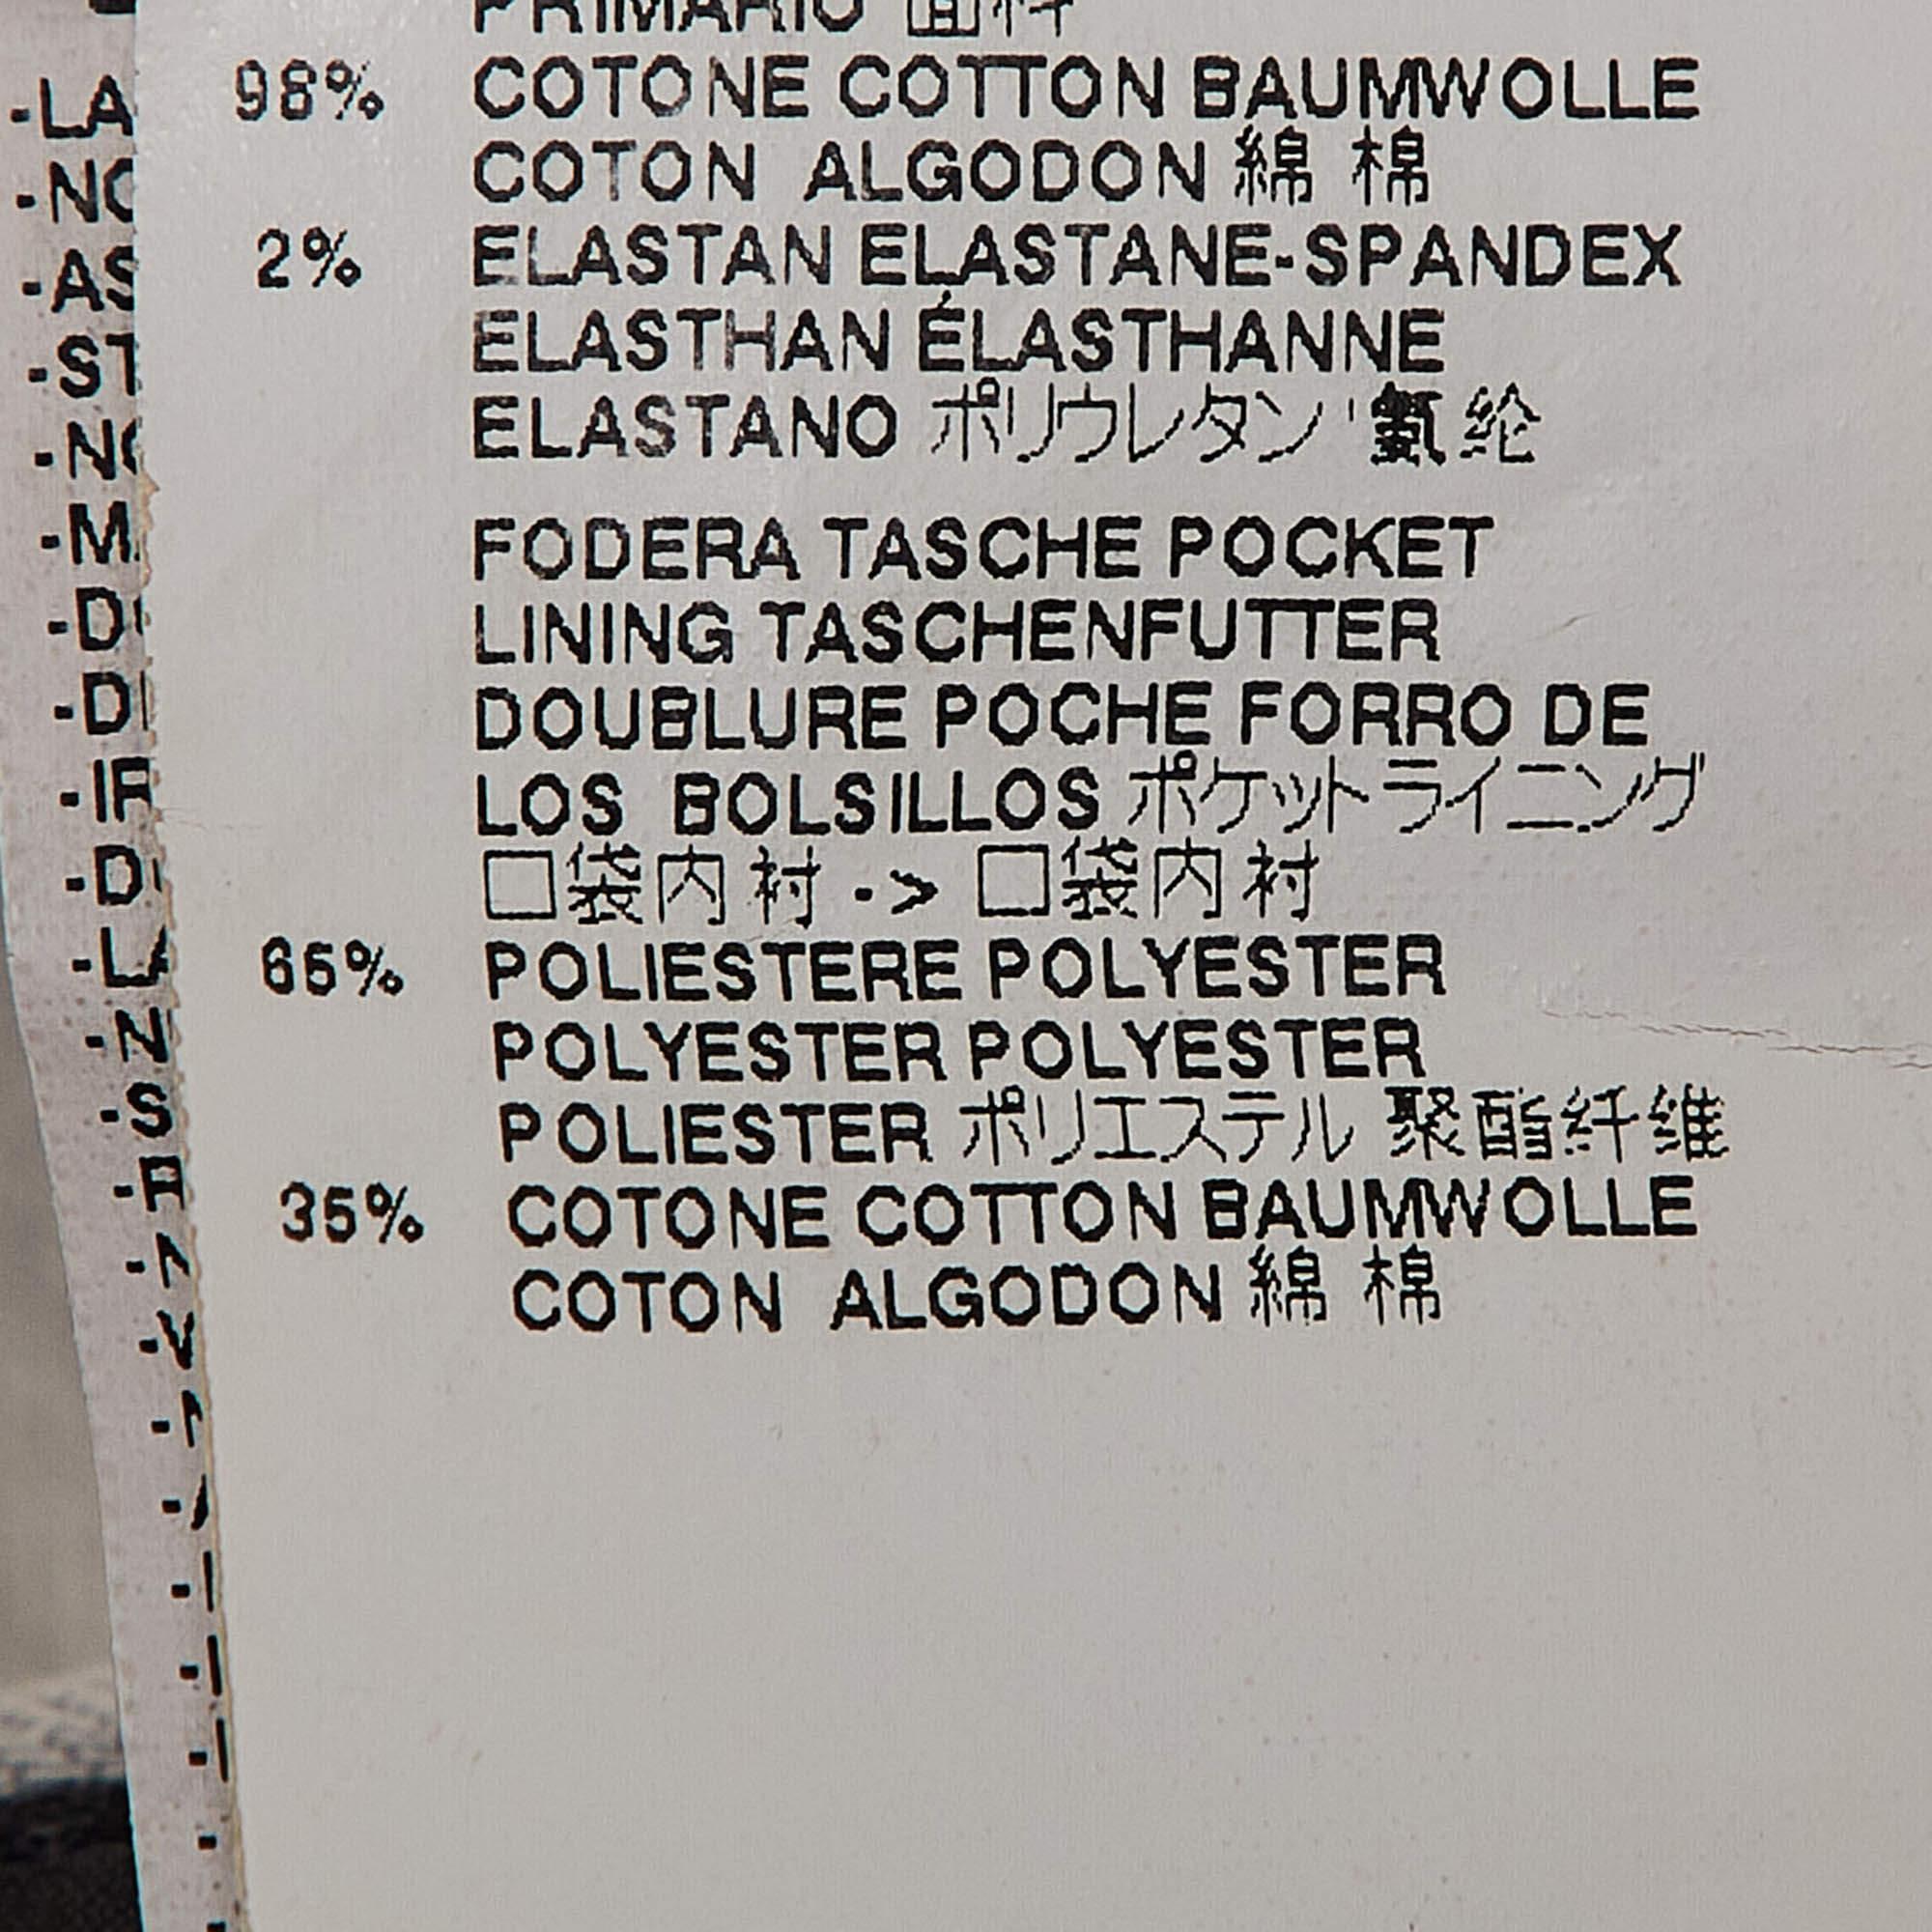 PRIMARIO 面料
98% COTONE COTTON BAUMWOLLE
COTON ALGODON 綿 棉
2% ELASTAN ELASTANE-SPANDEX
ELASTHAN ÉLASTHANNE
ELASTANO ポリウレタン' 氨纶
FODERA TASCHE POCKET
LINING TASCHENFUTTER
DOUBLURE POCHE FORRO DE
LOS BOLSILLOS ポケットライニング
口袋内衬 -> 口袋内衬
65% POLIESTERE POLYESTER
POLYESTER POLYESTER
POLIESTER ポリエステル 聚酯纤维
35% COTONE COTTON BAUMWOLLE
COTON ALGODON 綿 棉